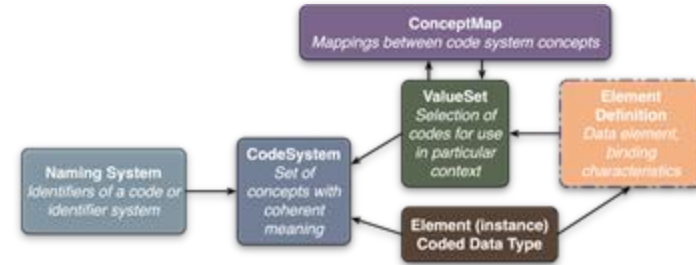 ConceptMap
Mappings between code system concepts
ValueSet
Selection of
codes for use
in particular
context
Element
Definition
Data element,
binding
characteristics
Naming System
Identifiers of a code or
identifier system
CodeSystem
Set of
concepts with
coherent
meaning
Element (instance)
Coded Data Type